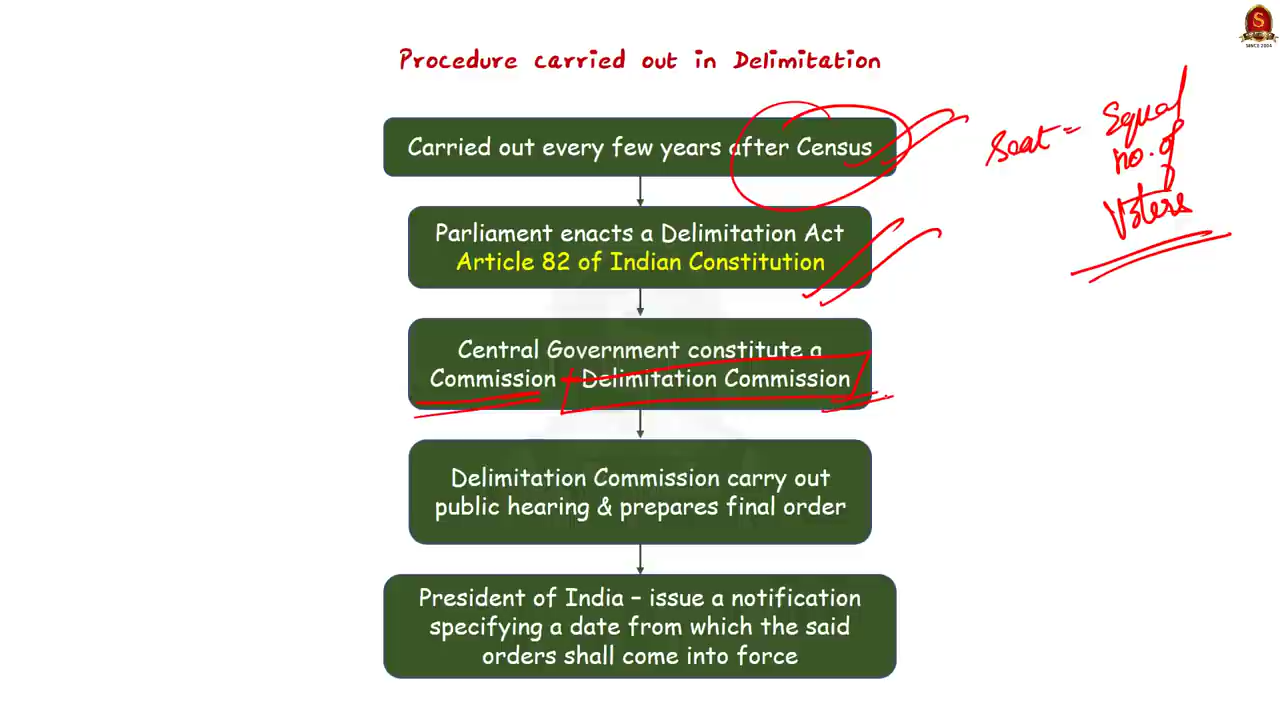 S
SINCE 2004
Procedure carried out in Delimitation
Carried out every few years after Census
Seat = Equal
no. of
Voters
Parliament enacts a Delimitation Act
Article 82 of Indian Constitution
Central Government constitute a
Commission - Delimitation Commission
Delimitation Commission carry out
public hearing & prepares final order
President of India – issue a notification
specifying a date from which the said
orders shall come into force